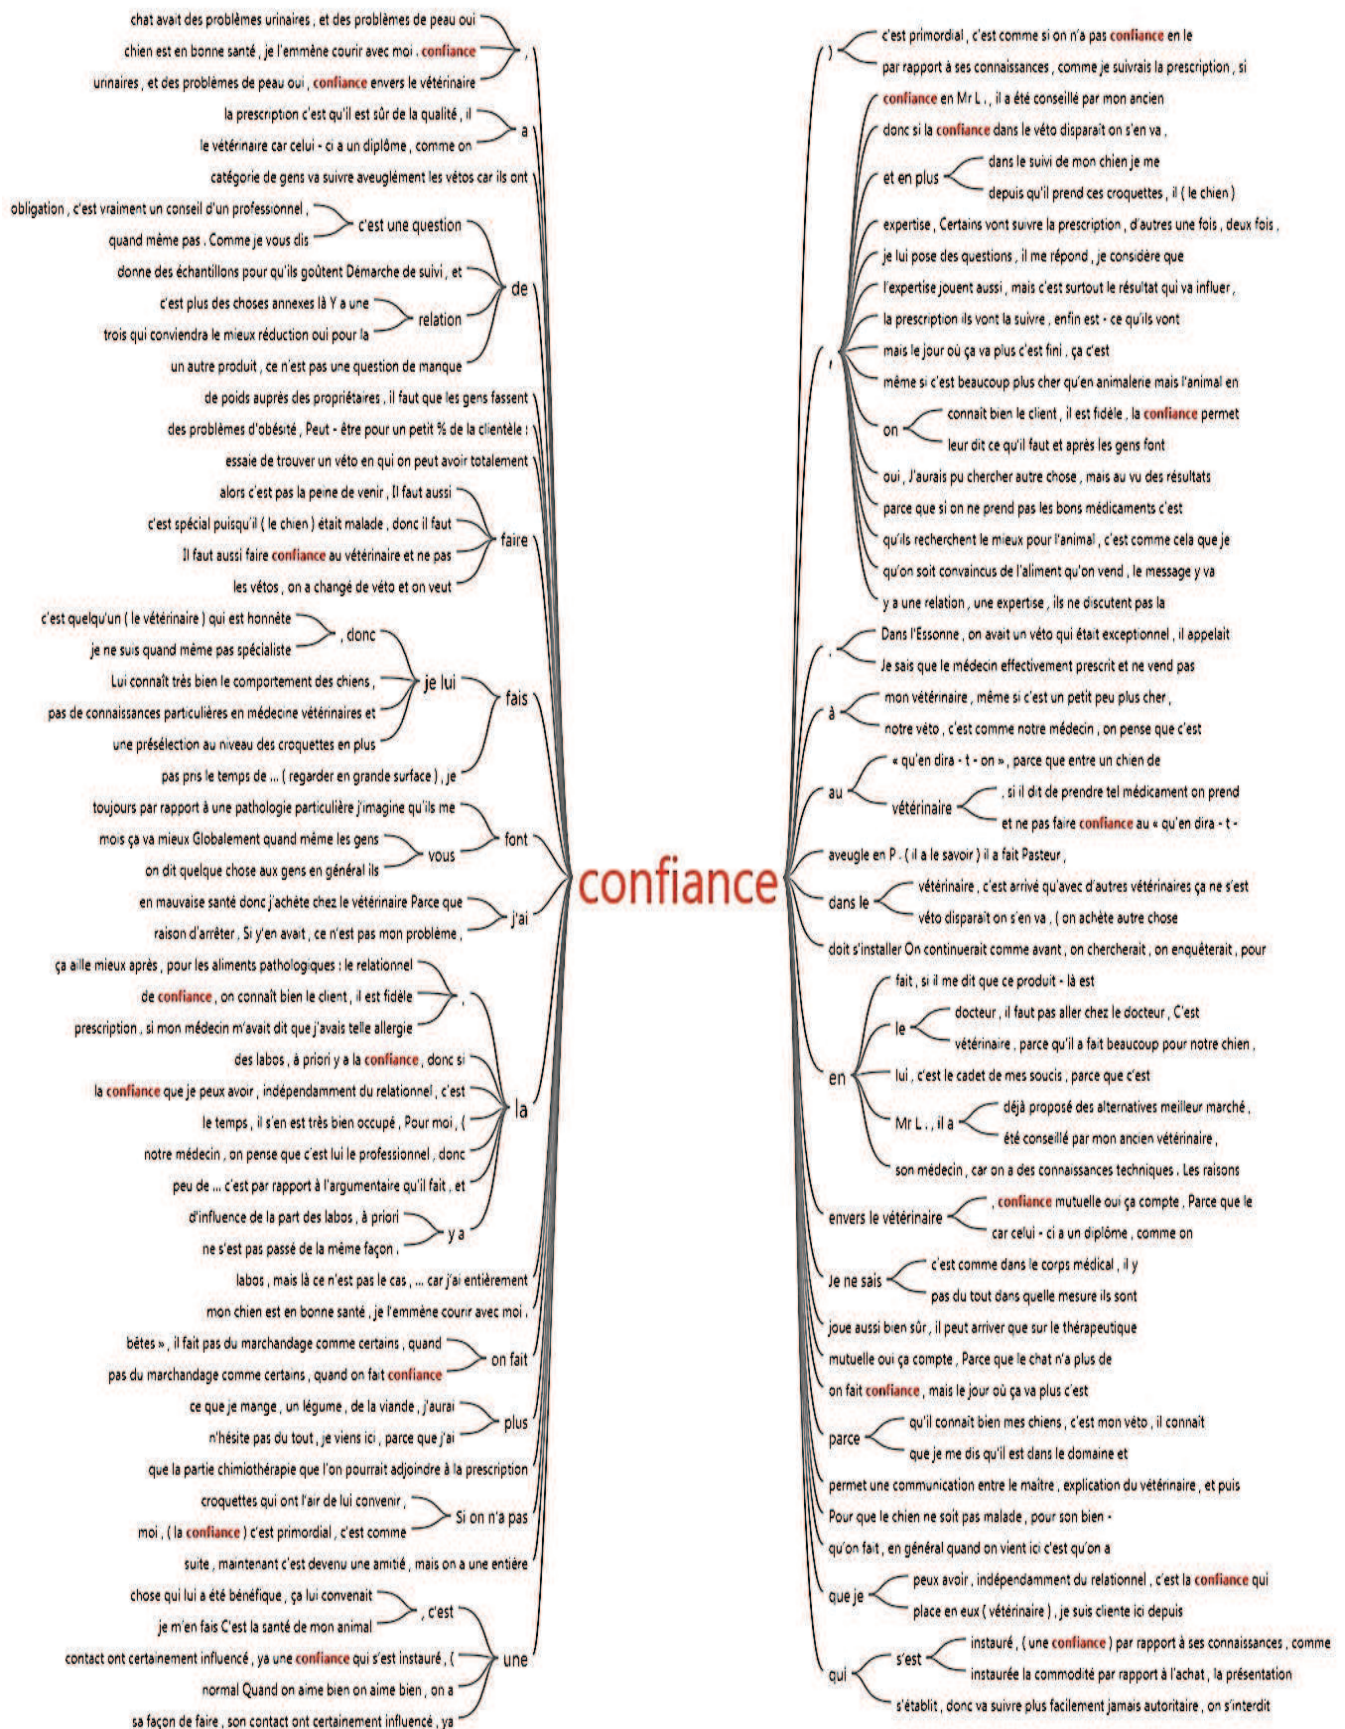 chat avait des problèmes urinaires , et des problèmes de peau oui
chien est en bonne santé , je l'emmène courir avec moi . confiance
urinaires , et des problèmes de peau oui , confiance envers le vétérinaire
,
la prescription c'est qu'il est sûr de la qualité , il
le vétérinaire car celui - ci a un diplôme , comme on
a
catégorie de gens va suivre aveuglément les vétos car ils ont
obligation , c'est vraiment un conseil d'un professionnel ,
quand même pas . Comme je vous dis
c'est une question
donne des échantillons pour qu'ils goûtent Démarche de suivi , et
c'est plus des choses annexes là Y a une
trois qui conviendra le mieux réduction oui pour la
relation
un autre produit , ce n'est pas une question de manque
de
de poids auprès des propriétaires , il faut que les gens fassent
des problèmes d'obésité , Peut - être pour un petit % de la clientèle :
essaie de trouver un véto en qui on peut avoir totalement
alors c'est pas la peine de venir , Il faut aussi
c'est spécial puisqu'il ( le chien ) était malade , donc il faut
Il faut aussi faire confiance au vétérinaire et ne pas
les vétos , on a changé de véto et on veut
faire
c'est quelqu'un ( le vétérinaire ) qui est honnête
je ne suis quand même pas spécialiste
, donc
Lui connaît très bien le comportement des chiens ,
pas de connaissances particulières en médecine vétérinaires et
une présélection au niveau des croquettes en plus
je lui
pas pris le temps de ... ( regarder en grande surface ) , je
fais
toujours par rapport à une pathologie particulière j'imagine qu'ils me
mois ça va mieux Globalement quand même les gens
on dit quelque chose aux gens en général ils
vous
font
en mauvaise santé donc j'achète chez le vétérinaire Parce que
raison d'arrêter , Si y'en avait , ce n'est pas mon problème ,
j'ai
ça aille mieux après , pour les aliments pathologiques : le relationnel
de confiance , on connaît bien le client , il est fidèle
prescription , si mon médecin m'avait dit que j'avais telle allergie
,
des labos , à priori y a la confiance , donc si
la confiance que je peux avoir , indépendamment du relationnel , c'est
le temps , il s'en est très bien occupé , Pour moi , (
notre médecin , on pense que c'est lui le professionnel , donc
peu de ... c'est par rapport à l'argumentaire qu'il fait , et
d'influence de la part des labos , à priori
ne s'est pas passé de la même façon .
y a
la
labos , mais là ce n'est pas le cas , ... car j'ai entièrement
mon chien est en bonne santé , je l'emmène courir avec moi .
bêtes » , il fait pas du marchandage comme certains , quand
pas du marchandage comme certains , quand on fait confiance
on fait
ce que je mange , un légume , de la viande , j'aurai
n'hésite pas du tout , je viens ici , parce que j'ai
plus
que la partie chimiothérapie que l'on pourrait adjoindre à la prescription
croquettes qui ont l'air de lui convenir ,
moi , ( la confiance ) c'est primordial , c'est comme
Si on n'a pas
suite , maintenant c'est devenu une amitié , mais on a une entière
chose qui lui a été bénéfique , ça lui convenait
je m'en fais C'est la santé de mon animal
, c'est
contact ont certainement influencé , ya une confiance qui s'est instauré , (
normal Quand on aime bien on aime bien , on a
sa façon de faire , son contact ont certainement influencé , ya
une
confiance
)
c'est primordial , c'est comme si on n'a pas confiance en le
par rapport à ses connaissances , comme je suivrais la prescription , si
,
confiance en Mr L . , il a été conseillé par mon ancien
donc si la confiance dans le véto disparait on s'en va ,
et en plus
dans le suivi de mon chien je me
depuis qu'il prend ces croquettes , il ( le chien )
expertise , Certains vont suivre la prescription , d'autres une fois , deux fois ,
je lui pose des questions , il me répond , je considère que
l'expertise jouent aussi , mais c'est surtout le résultat qui va influer ,
la prescription ils vont la suivre , enfin est - ce qu'ils vont
mais le jour où ça va plus c'est fini , ça c'est
même si c'est beaucoup plus cher qu'en animalerie mais l'animal en
on
connaît bien le client , il est fidèle , la confiance permet
leur dit ce qu'il faut et après les gens font
oui , J'aurais pu chercher autre chose , mais au vu des résultats
parce que si on ne prend pas les bons médicaments c'est
qu'ils recherchent le mieux pour l'animal , c'est comme cela que je
qu'on soit convaincus de l'aliment qu'on vend , le message y va
y a une relation , une expertise , ils ne discutent pas la
.
Dans l'Essonne , on avait un véto qui était exceptionnel , il appelait
Je sais que le médecin effectivement prescrit et ne vend pas
à
mon vétérinaire , même si c'est un petit peu plus cher ,
notre véto , c'est comme notre médecin , on pense que c'est
au
« qu'en dira - t - on » , parce que entre un chien de
vétérinaire
, si il dit de prendre tel médicament on prend
et ne pas faire confiance au « qu'en dira - t -
aveugle en P . ( il a le savoir ) il a fait Pasteur ,
dans le
vétérinaire , c'est arrivé qu'avec d'autres vétérinaires ça ne s'est
véto disparaît on s'en va , ( on achète autre chose
doit s'installer On continuerait comme avant , on chercherait , on enquêterait , pour
en
fait , si il me dit que ce produit - là est
le
docteur , il faut pas aller chez le docteur , C'est
vétérinaire , parce qu'il a fait beaucoup pour notre chien ,
lui , c'est le cadet de mes soucis , parce que c'est
Mr L . , il a
déjà proposé des alternatives meilleur marché ,
été conseillé par mon ancien vétérinaire ,
son médecin , car on a des connaissances techniques . Les raisons
envers le vétérinaire
, confiance mutuelle oui ça compte , Parce que le
car celui - ci a un diplôme , comme on
Je ne sais
c'est comme dans le corps médical , il y
pas du tout dans quelle mesure ils sont
joue aussi bien sûr , il peut arriver que sur le thérapeutique
mutuelle oui ça compte , Parce que le chat n'a plus de
on fait confiance , mais le jour où ça va plus c'est
parce
qu'il connaît bien mes chiens , c'est mon véto , il connaît
que je me dis qu'il est dans le domaine et
permet une communication entre le maître , explication du vétérinaire , et puis
Pour que le chien ne soit pas malade , pour son bien -
qu'on fait , en général quand on vient ici c'est qu'on a
que je
peux avoir , indépendamment du relationnel , c'est la confiance qui
place en eux ( vétérinaire ) , je suis cliente ici depuis
qui
s'est
instauré , ( une confiance ) par rapport à ses connaissances , comme
instaurée la commodité par rapport à l'achat , la présentation
s'établit , donc va suivre plus facilement jamais autoritaire , on s'interdit